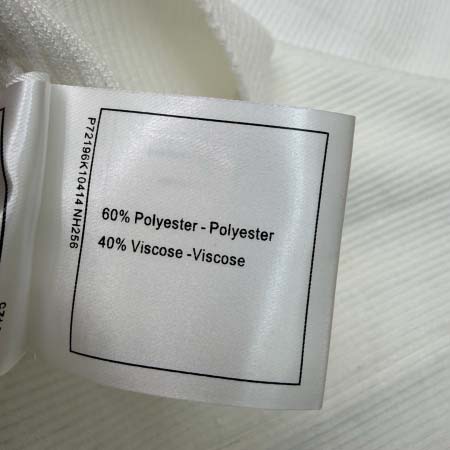 P72196K10414 NH256
60% Polyester - Polyester
40% Viscose -Viscose